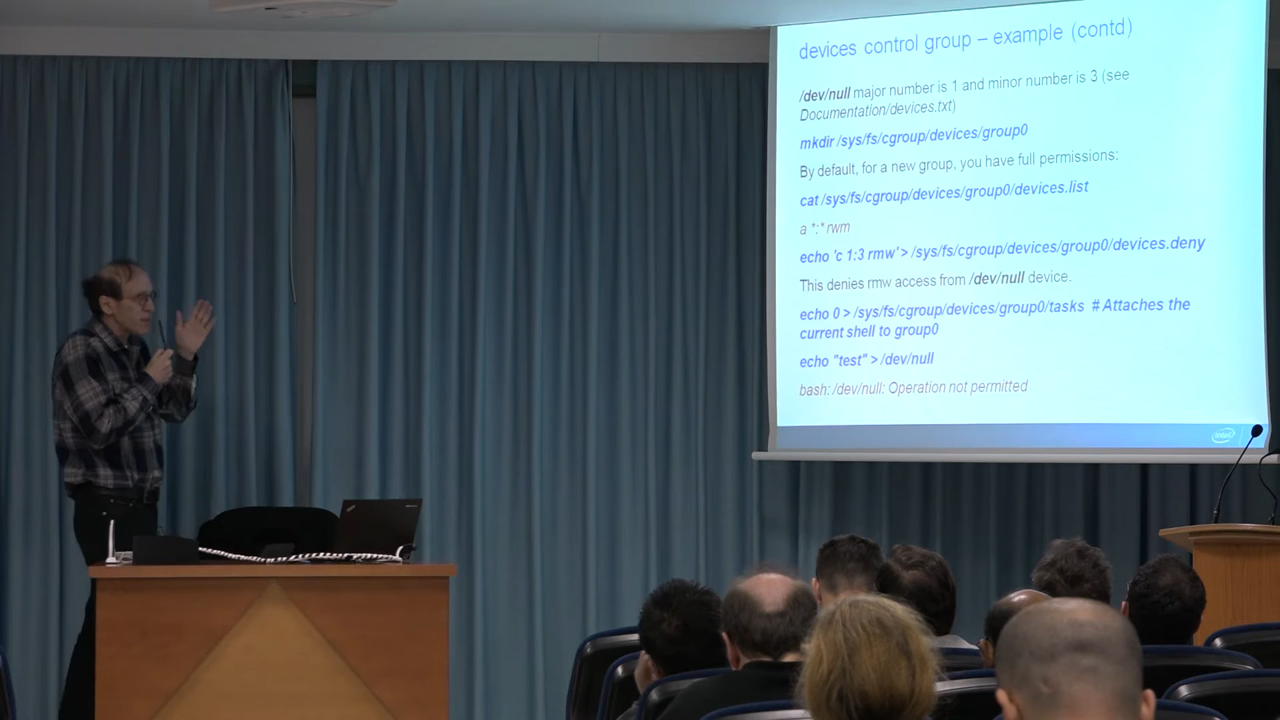 devices control group – example (contd)
/dev/null major number is 1 and minor number is 3 (see
Documentation/devices.txt)
mkdir /sys/fs/cgroup/devices/group0
By default, for a new group, you have full permissions:
cat /sys/fs/cgroup/devices/group0/devices.list
a *:* rwm
echo 'c 1:3 rmw' > /sys/fs/cgroup/devices/group0/devices.deny
This denies rmw access from /dev/null device.
echo 0 > /sys/fs/cgroup/devices/group0/tasks # Attaches the
current shell to group0
echo "test" > /dev/null
bash: /dev/null: Operation not permitted
intel